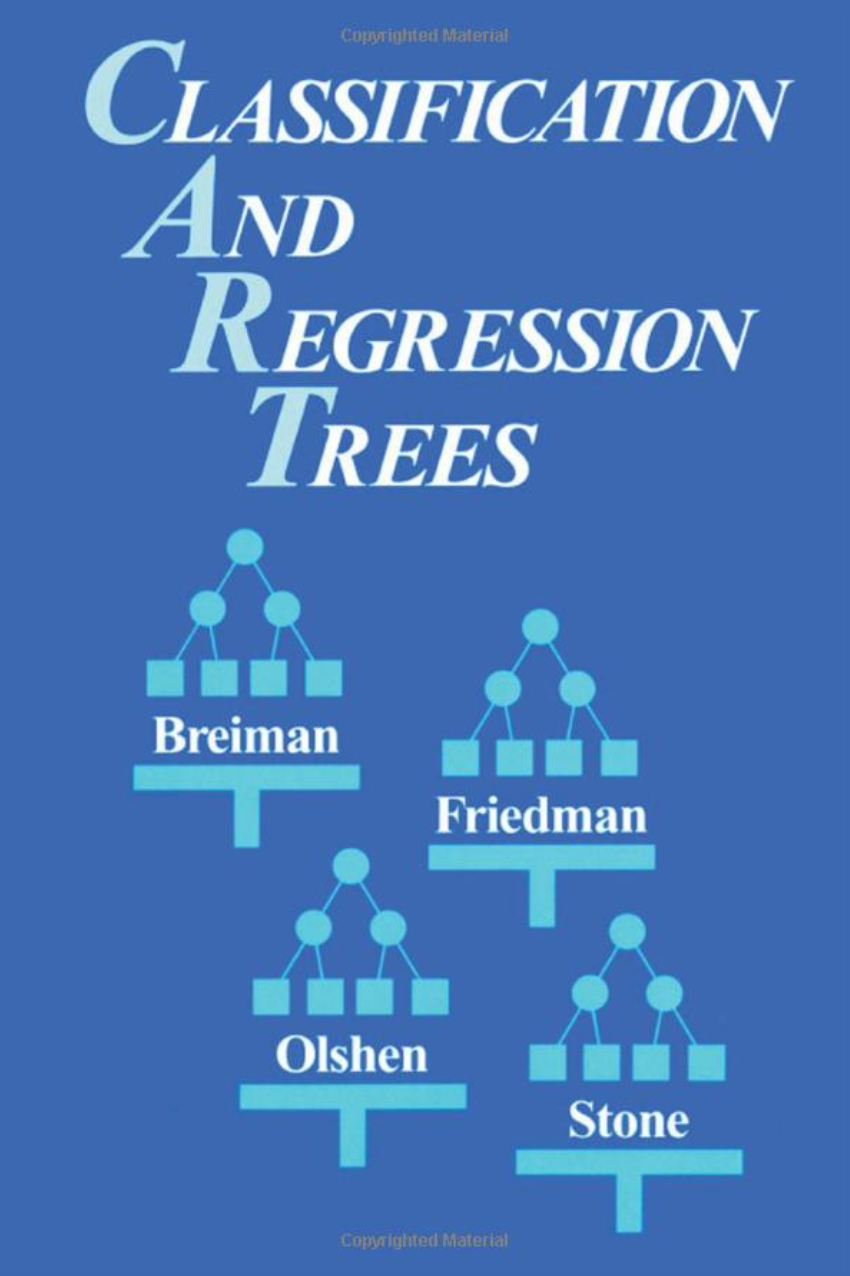 Copyrighted Material
CLASSIFICATION
AND
REGRESSION
TREES
Breiman
Friedman
Olshen
Stone
Copyrighted Material